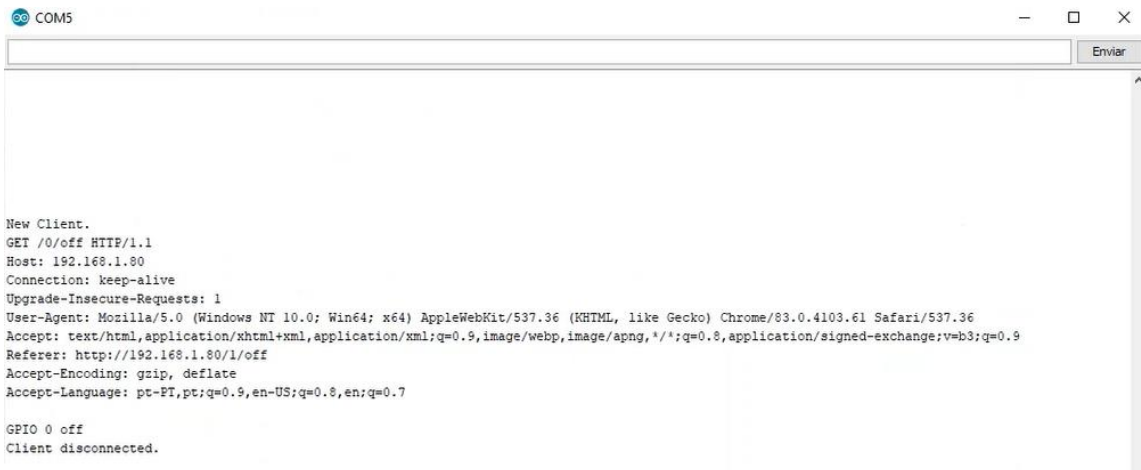 COM5
Enviar
New Client.
GET /0/off HTTP/1.1
Host: 192.168.1.80
Connection: keep-alive
Upgrade-Insecure-Requests: 1
User-Agent: Mozilla/5.0 (Windows NT 10.0; Win64; x64) AppleWebKit/537.36 (KHTML, like Gecko) Chrome/83.0.4103.61 Safari/537.36
Accept: text/html,application/xhtml+xml,application/xml;q=0.9,image/webp,image/apng,*/*;q=0.8,application/signed-exchange;v=b3;q=0.9
Referer: http://192.168.1.80/1/off
Accept-Encoding: gzip, deflate
Accept-Language: pt-PT,pt;q=0.9,en-US;q=0.8,en;q=0.7
GPIO 0 off
Client disconnected.